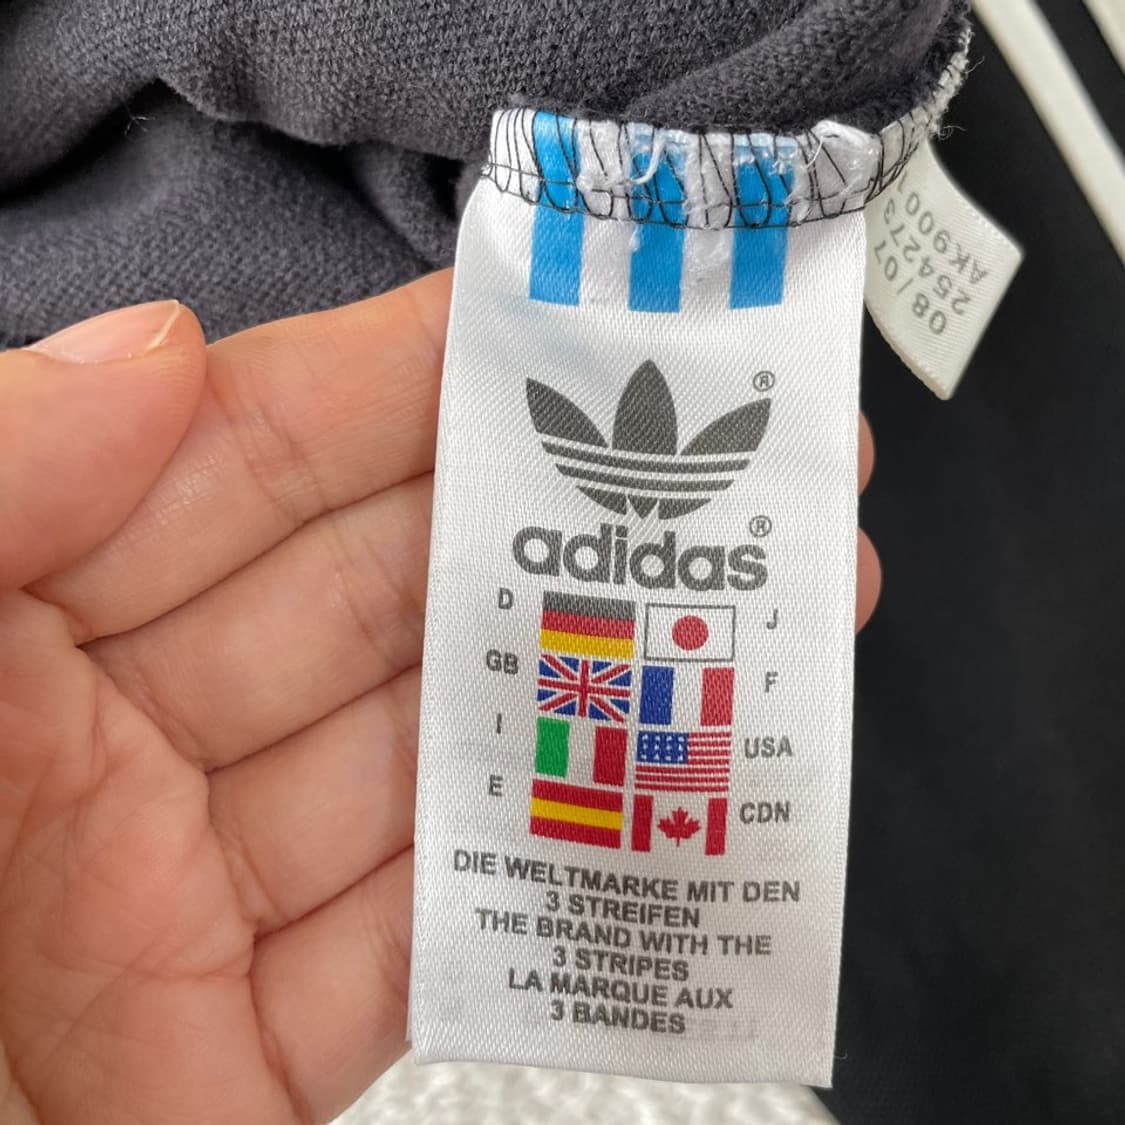 ®
adidas®
D
J
GB
F
I
USA
E
CDN
DIE WELTMARKE MIT DEN
3 STREIFEN
THE BRAND WITH THE
3 STRIPES
LA MARQUE AUX
3 BANDES
08/07
254273
AK9001